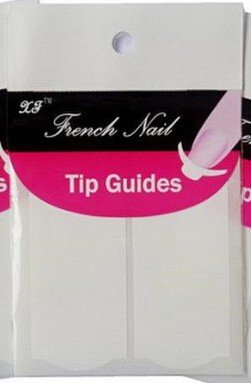 XF™
French Nail
Tip Guides
s